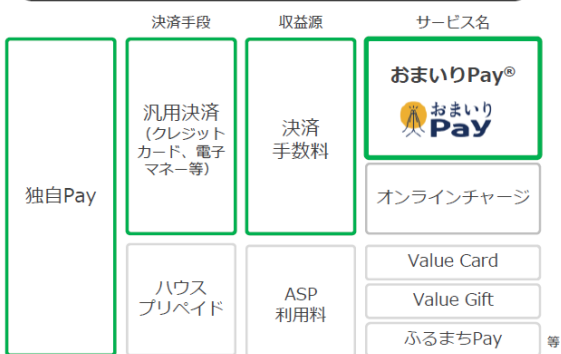 決済手段
収益源
サービス名
独自Pay
汎用決済
（クレジット
カード、電子
マネー等）
決済
手数料
おまいりPay®
おまいり
Pay
オンラインチャージ
ハウス
プリペイド
ASP
利用料
Value Card
Value Gift
ふるまちPay
等